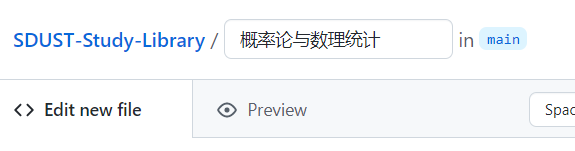 SDUST-Study-Library / 概率论与数理统计 in main
Edit new file Preview Spac